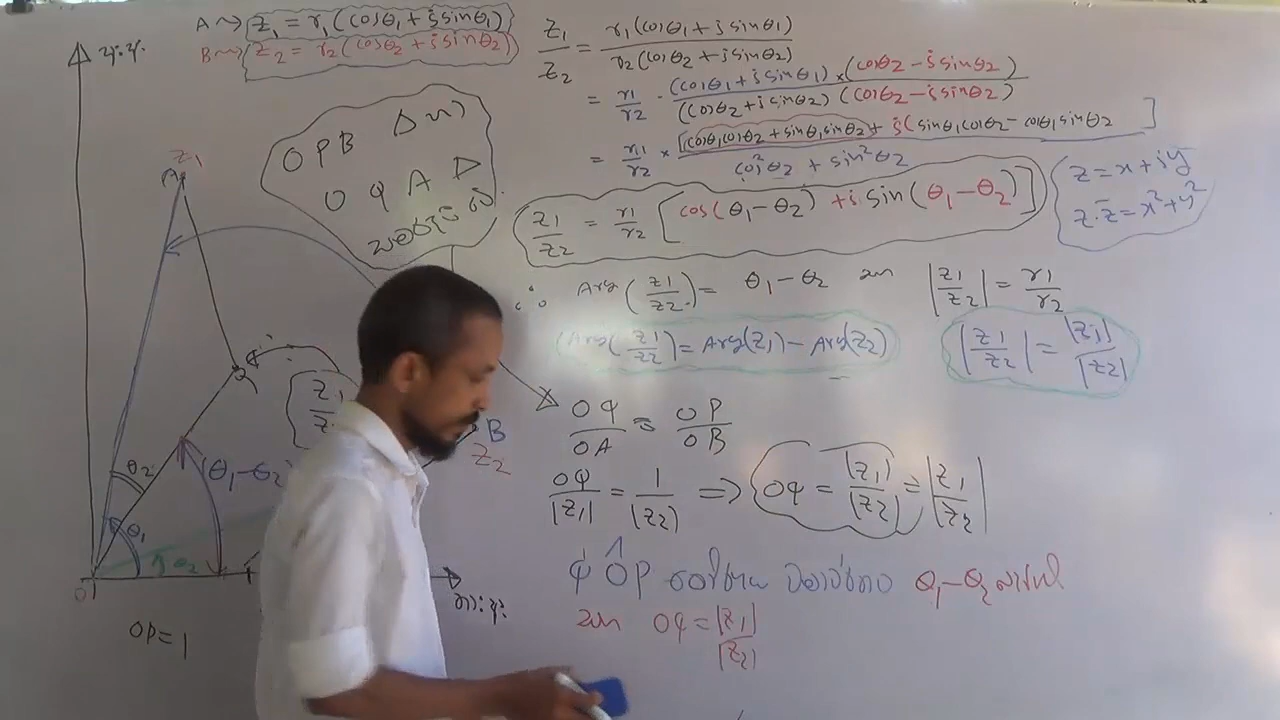 A ⇝ z₁ = r₁(cosθ₁ + i sinθ₁)
B ⇝ z₂ = r₂(cosθ₂ + i sinθ₂)
z₁/z₂ = r₁(cosθ₁ + i sinθ₁) / r₂(cosθ₂ + i sinθ₂)
= r₁/r₂ · (cosθ₁ + i sinθ₁) × (cosθ₂ − i sinθ₂) / (cosθ₂ + i sinθ₂)(cosθ₂ − i sinθ₂)
= r₁/r₂ × [(cosθ₁cosθ₂ + sinθ₁sinθ₂) + i(sinθ₁cosθ₂ − cosθ₁sinθ₂] / cos²θ₂ + sin²θ₂
z₁/z₂ = r₁/r₂ [cos(θ₁−θ₂) + i sin(θ₁−θ₂)]
z = x + iy
z·z̄ = x² + y²
∴ Arg(z₁/z₂) = θ₁ − θ₂
|z₁/z₂| = r₁/r₂
Arg(z₁/z₂) = Arg(z₁) − Arg(z₂)
|z₁/z₂| = |z₁|/|z₂|
OPB Δ
OQA Δ
OQ/OA = OP/OB
OQ/|z₁| = 1/|z₂| ⇒ OQ = |z₁|/|z₂| = |z₁/z₂|
QÔP
θ₁−θ₂
OQ = |z₁|/|z₂|
z₁
A
θ₂
θ₁
(θ₁−θ₂)
θ₂
B
z₂
O
OP = 1